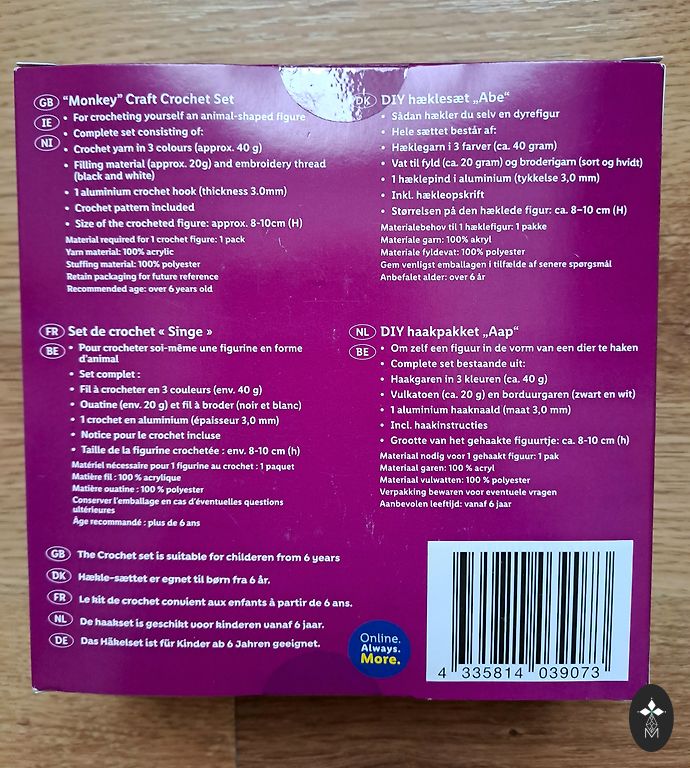 GB "Monkey" Craft Crochet Set
IE • For crocheting yourself an animal-shaped figure
NI • Complete set consisting of:
• Crochet yarn in 3 colours (approx. 40 g)
• Filling material (approx. 20g) and embroidery thread
(black and white)
• 1 aluminium crochet hook (thickness 3.0mm)
• Crochet pattern included
• Size of the crocheted figure: approx. 8-10cm (H)
Material required for 1 crochet figure: 1 pack
Yarn material: 100% acrylic
Stuffing material: 100% polyester
Retain packaging for future reference
Recommended age: over 6 years old
DK DIY hæklesæt „Abe“
• Sådan hækler du selv en dyrefigur
• Hele sættet består af:
• Hæklegarn i 3 farver (ca. 40 gram)
• Vat til fyld (ca. 20 gram) og broderigarn (sort og hvidt)
• 1 hæklepind i aluminium (tykkelse 3,0 mm)
• Inkl. hækleopskrift
• Størrelsen på den hæklede figur: ca. 8–10 cm (H)
Materialebehov til 1 hæklefigur: 1 pakke
Materiale garn: 100% akryl
Materiale fyldevat: 100% polyester
Gem venligst emballagen i tilfælde af senere spørgsmål
Anbefalet alder: over 6 år
FR Set de crochet « Singe »
BE • Pour crocheter soi-même une figurine en forme
d'animal
• Set complet :
• Fil à crocheter en 3 couleurs (env. 40 g)
• Ouatine (env. 20 g) et fil à broder (noir et blanc)
• 1 crochet en aluminium (épaisseur 3,0 mm)
• Notice pour le crochet incluse
• Taille de la figurine crochetée : env. 8-10 cm (h)
Matériel nécessaire pour 1 figurine au crochet : 1 paquet
Matière fil : 100 % acrylique
Matière ouatine : 100 % polyester
Conserver l'emballage en cas d'éventuelles questions
ultérieures
Âge recommandé : plus de 6 ans
NL DIY haakpakket „Aap“
BE • Om zelf een figuur in de vorm van een dier te haken
• Complete set bestaande uit:
• Haakgaren in 3 kleuren (ca. 40 g)
• Vulkatoen (ca. 20 g) en borduurgaren (zwart en wit)
• 1 aluminium haaknaald (maat 3,0 mm)
• Incl. haakinstructies
• Grootte van het gehaakte figuurtje: ca. 8-10 cm (h)
Materiaal nodig voor 1 gehaakt figuur: 1 pak
Materiaal garen: 100 % acryl
Materiaal vulwatten: 100 % polyester
Verpakking bewaren voor eventuele vragen
Aanbevolen leeftijd: vanaf 6 jaar
GB The Crochet set is suitable for childeren from 6 years
DK Hækle-sættet er egnet til børn fra 6 år.
FR Le kit de crochet convient aux enfants à partir de 6 ans.
NL De haakset is geschikt voor kinderen vanaf 6 jaar.
DE Das Häkelset ist für Kinder ab 6 Jahren geeignet.
Online.
Always.
More.
4 335814 039073
M